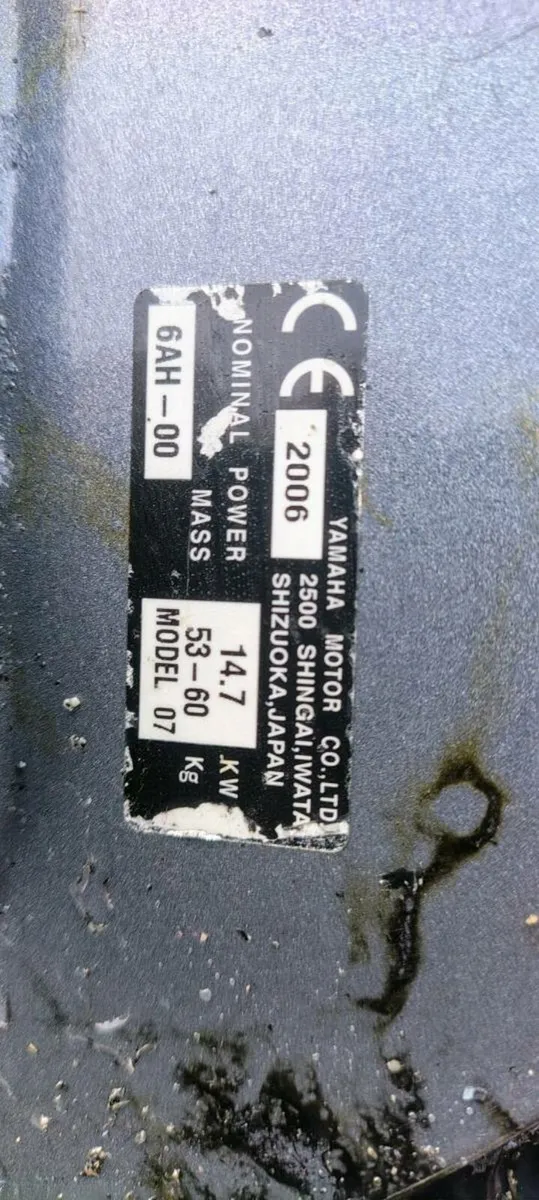 CE 2006 YAMAHA MOTOR CO.,LTD
2500 SHINGAI,IWATA
SHIZUOKA,JAPAN
NOMINAL POWER 14.7 KW
MASS 53-60 Kg
6AH-00 MODEL 07